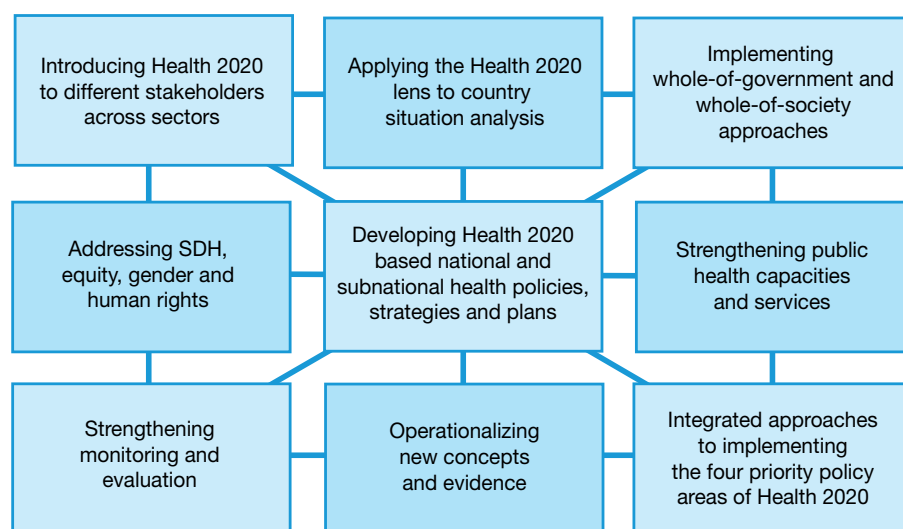 Introducing Health 2020
to different stakeholders
across sectors
Applying the Health 2020
lens to country
situation analysis
Implementing
whole-of-government and
whole-of-society
approaches
Addressing SDH,
equity, gender and
human rights
Developing Health 2020
based national and
subnational health policies,
strategies and plans
Strengthening public
health capacities
and services
Strengthening
monitoring and
evaluation
Operationalizing
new concepts
and evidence
Integrated approaches
to implementing
the four priority policy
areas of Health 2020